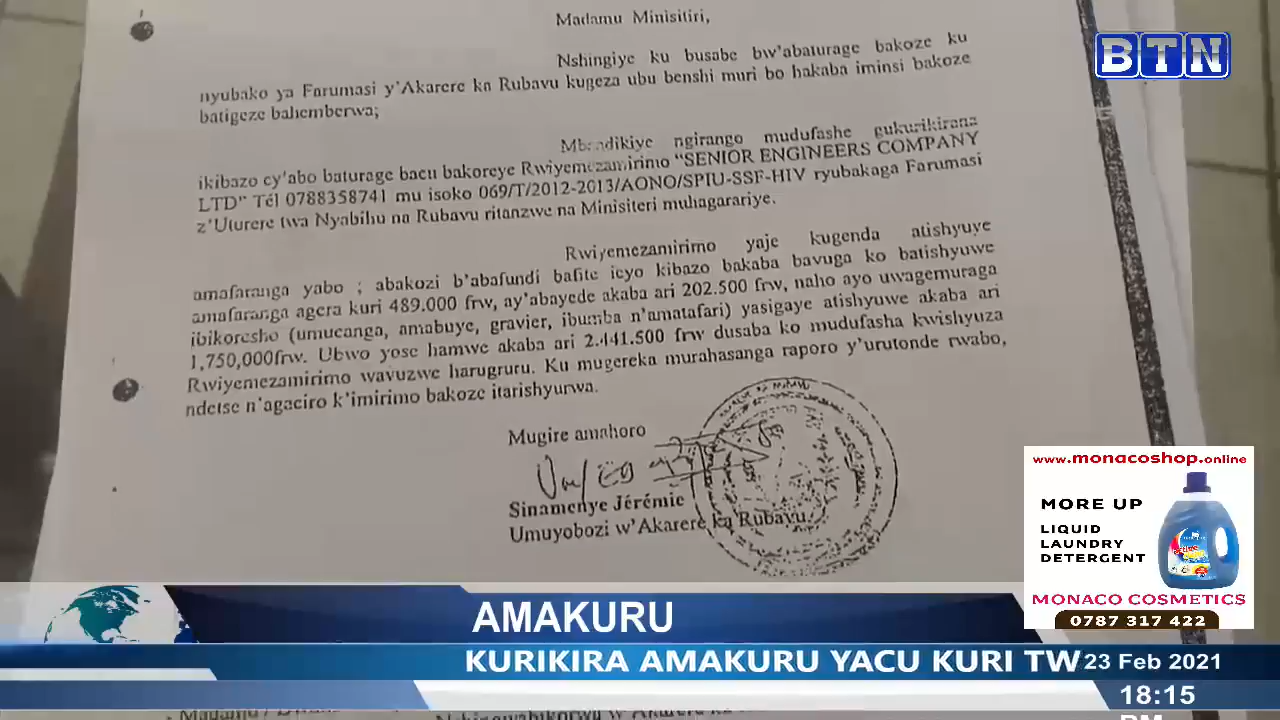 Madamu Minisitiri,
Nshingiye ku busabe bw'abaturage bakoze ku
nyubako ya Farumasi y'Akarere ka Rubavu kugeza ubu benshi muri bo hakaba iminsi bakoze
batigeze bahemberwa;
Mbandikiye ngirango mudufashe gukurikirana
ikibazo cy'abo baturage bacu bakoreye Rwiyemezamirimo "SENIOR ENGINEERS COMPANY
LTD" Tél 0788358741 mu isoko 069/T/2012-2013/AONO/SPIU-SSF-HIV ryubakaga Farumasi
z'Uturere twa Nyabihu na Rubavu ritanzwe na Minisiteri muhagarariye.
Rwiyemezamirimo yaje kugenda atishyuye
amafaranga yabo ; abakozi b'abafundi bafite icyo kibazo bakaba bavuga ko batishyuwe
amafaranga agera kuri 489.000 frw, ay'abayede akaba ari 202.500 frw, naho ayo uwagemuraga
ibikoresho (umucanga, amabuye, gravier, ibumba n'amatafari) yasigaye atishyuwe akaba ari
1,750,000frw. Ubwo yose hamwe akaba ari 2.441.500 frw dusaba ko mudufasha kwishyuza
Rwiyemezamirimo wavuzwe harugruru. Ku mugereka murahasanga raporo y'urutonde rwabo,
ndetse n'agaciro k'imirimo bakoze itarishyurwa.
Mugire amahoro
Sinamenye Jérémie
Umuyobozi w'Akarere ka Rubavu.
BTN
www.monacoshop.online
MORE UP
LIQUID
LAUNDRY
DETERGENT
MONACO COSMETICS
0787 317 422
AMAKURU
KURIKIRA AMAKURU YACU KURI TW
23 Feb 2021
18:15